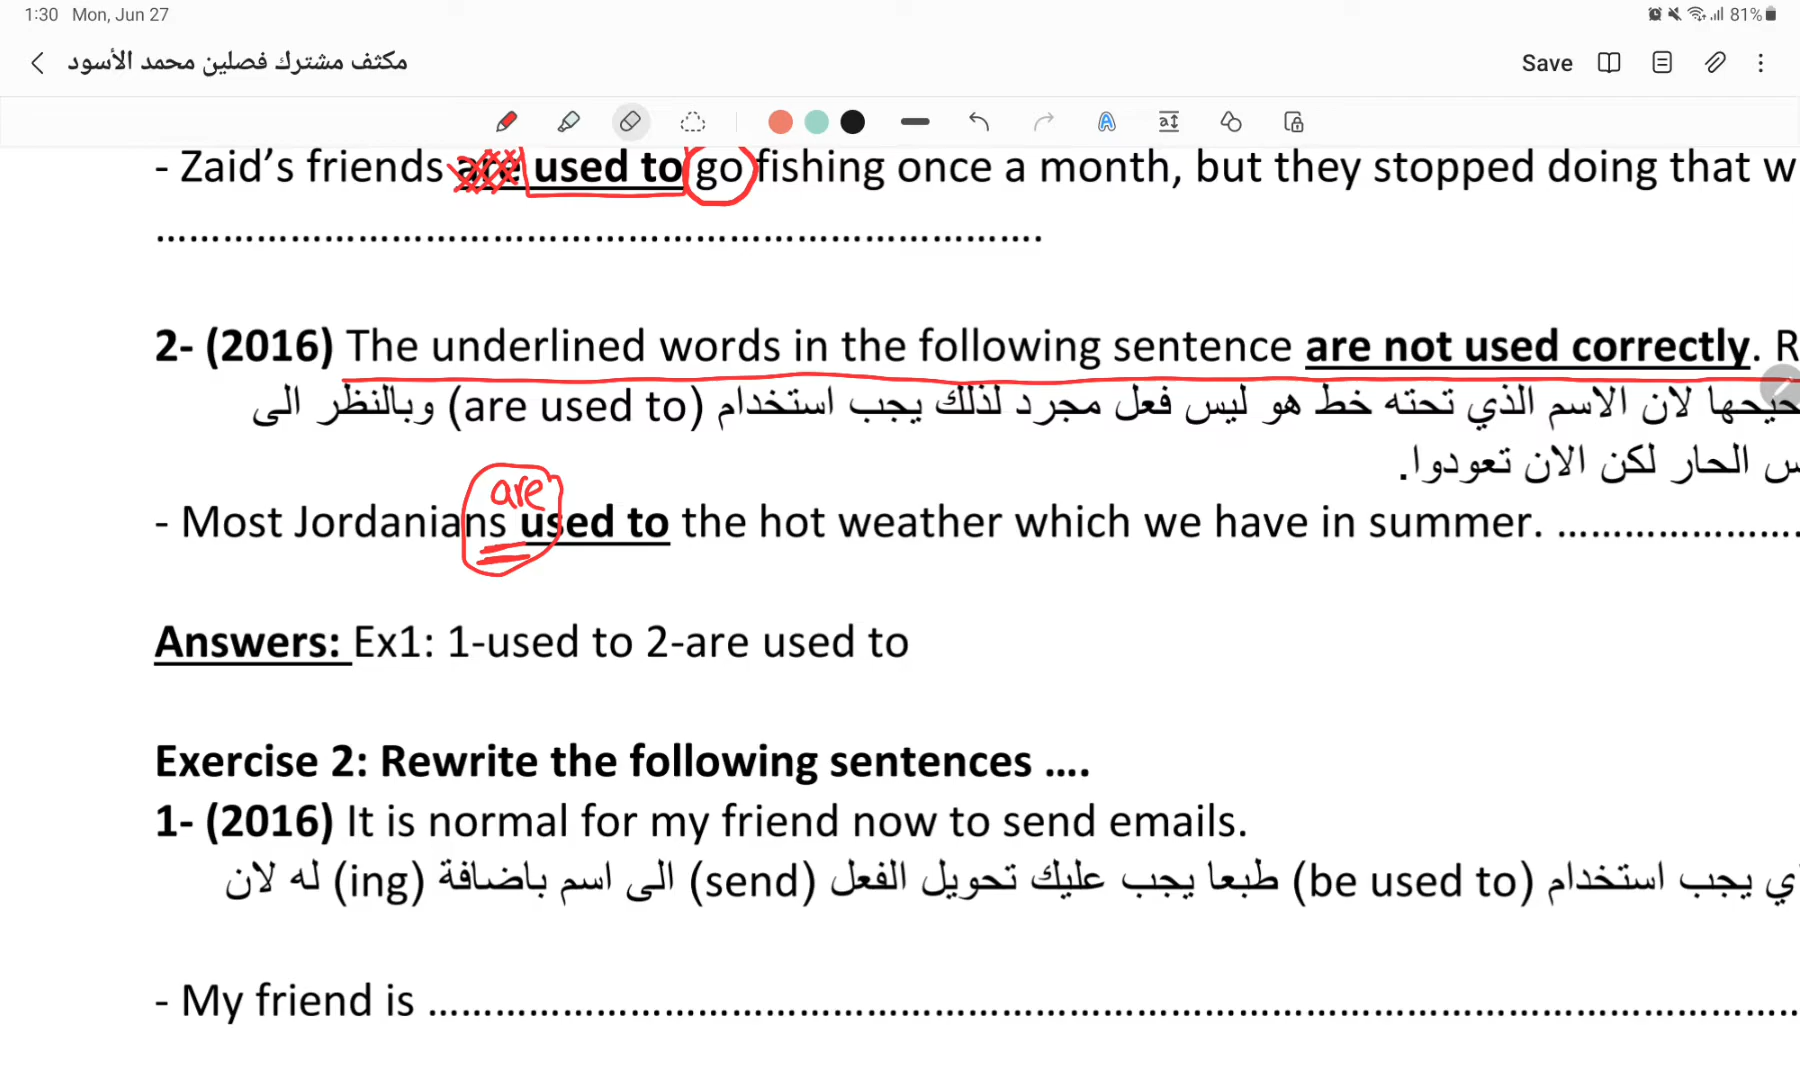 1:30 Mon, Jun 27 81%
مكثف مشترك فصلين محمد الأسود Save
- Zaid's friends are used to go fishing once a month, but they stopped doing that w
2- (2016) The underlined words in the following sentence are not used correctly. R
حيحها لان الاسم الذي تحته خط هو ليس فعل مجرد لذلك يجب استخدام (are used to) وبالنظر الى
س الحار لكن الان تعودوا.
are
- Most Jordanians used to the hot weather which we have in summer. ....................
Answers: Ex1: 1-used to 2-are used to
Exercise 2: Rewrite the following sentences ....
1- (2016) It is normal for my friend now to send emails.
ي يجب استخدام (be used to) طبعا يجب عليك تحويل الفعل (send) الى اسم باضافة (ing) له لان
- My friend is ....................